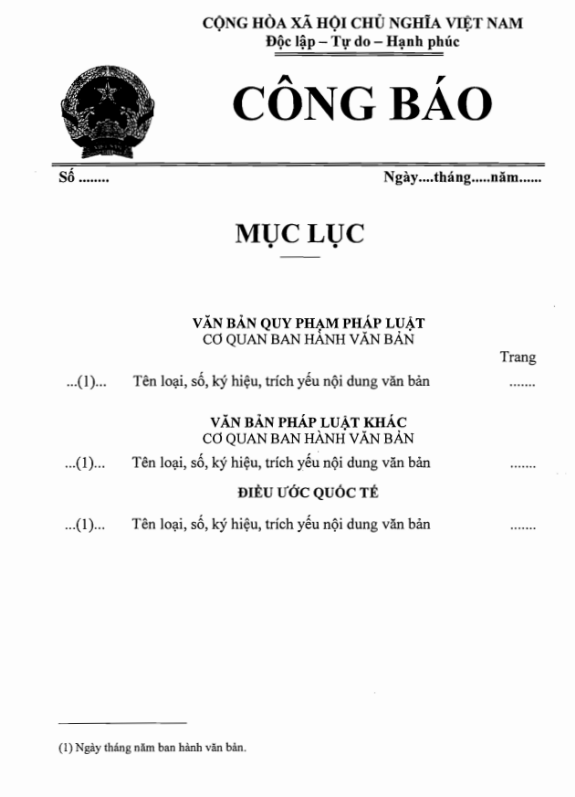 CỘNG HÒA XÃ HỘI CHỦ NGHĨA VIỆT NAM
Độc lập – Tự do – Hạnh phúc
CÔNG BÁO
Số ........ Ngày....tháng.....năm......
MỤC LỤC
VĂN BẢN QUY PHẠM PHÁP LUẬT
CƠ QUAN BAN HÀNH VĂN BẢN
Trang
...(1)... Tên loại, số, ký hiệu, trích yếu nội dung văn bản .......
VĂN BẢN PHÁP LUẬT KHÁC
CƠ QUAN BAN HÀNH VĂN BẢN
...(1)... Tên loại, số, ký hiệu, trích yếu nội dung văn bản .......
ĐIỀU ƯỚC QUỐC TẾ
...(1)... Tên loại, số, ký hiệu, trích yếu nội dung văn bản .......
(1) Ngày tháng năm ban hành văn bản.